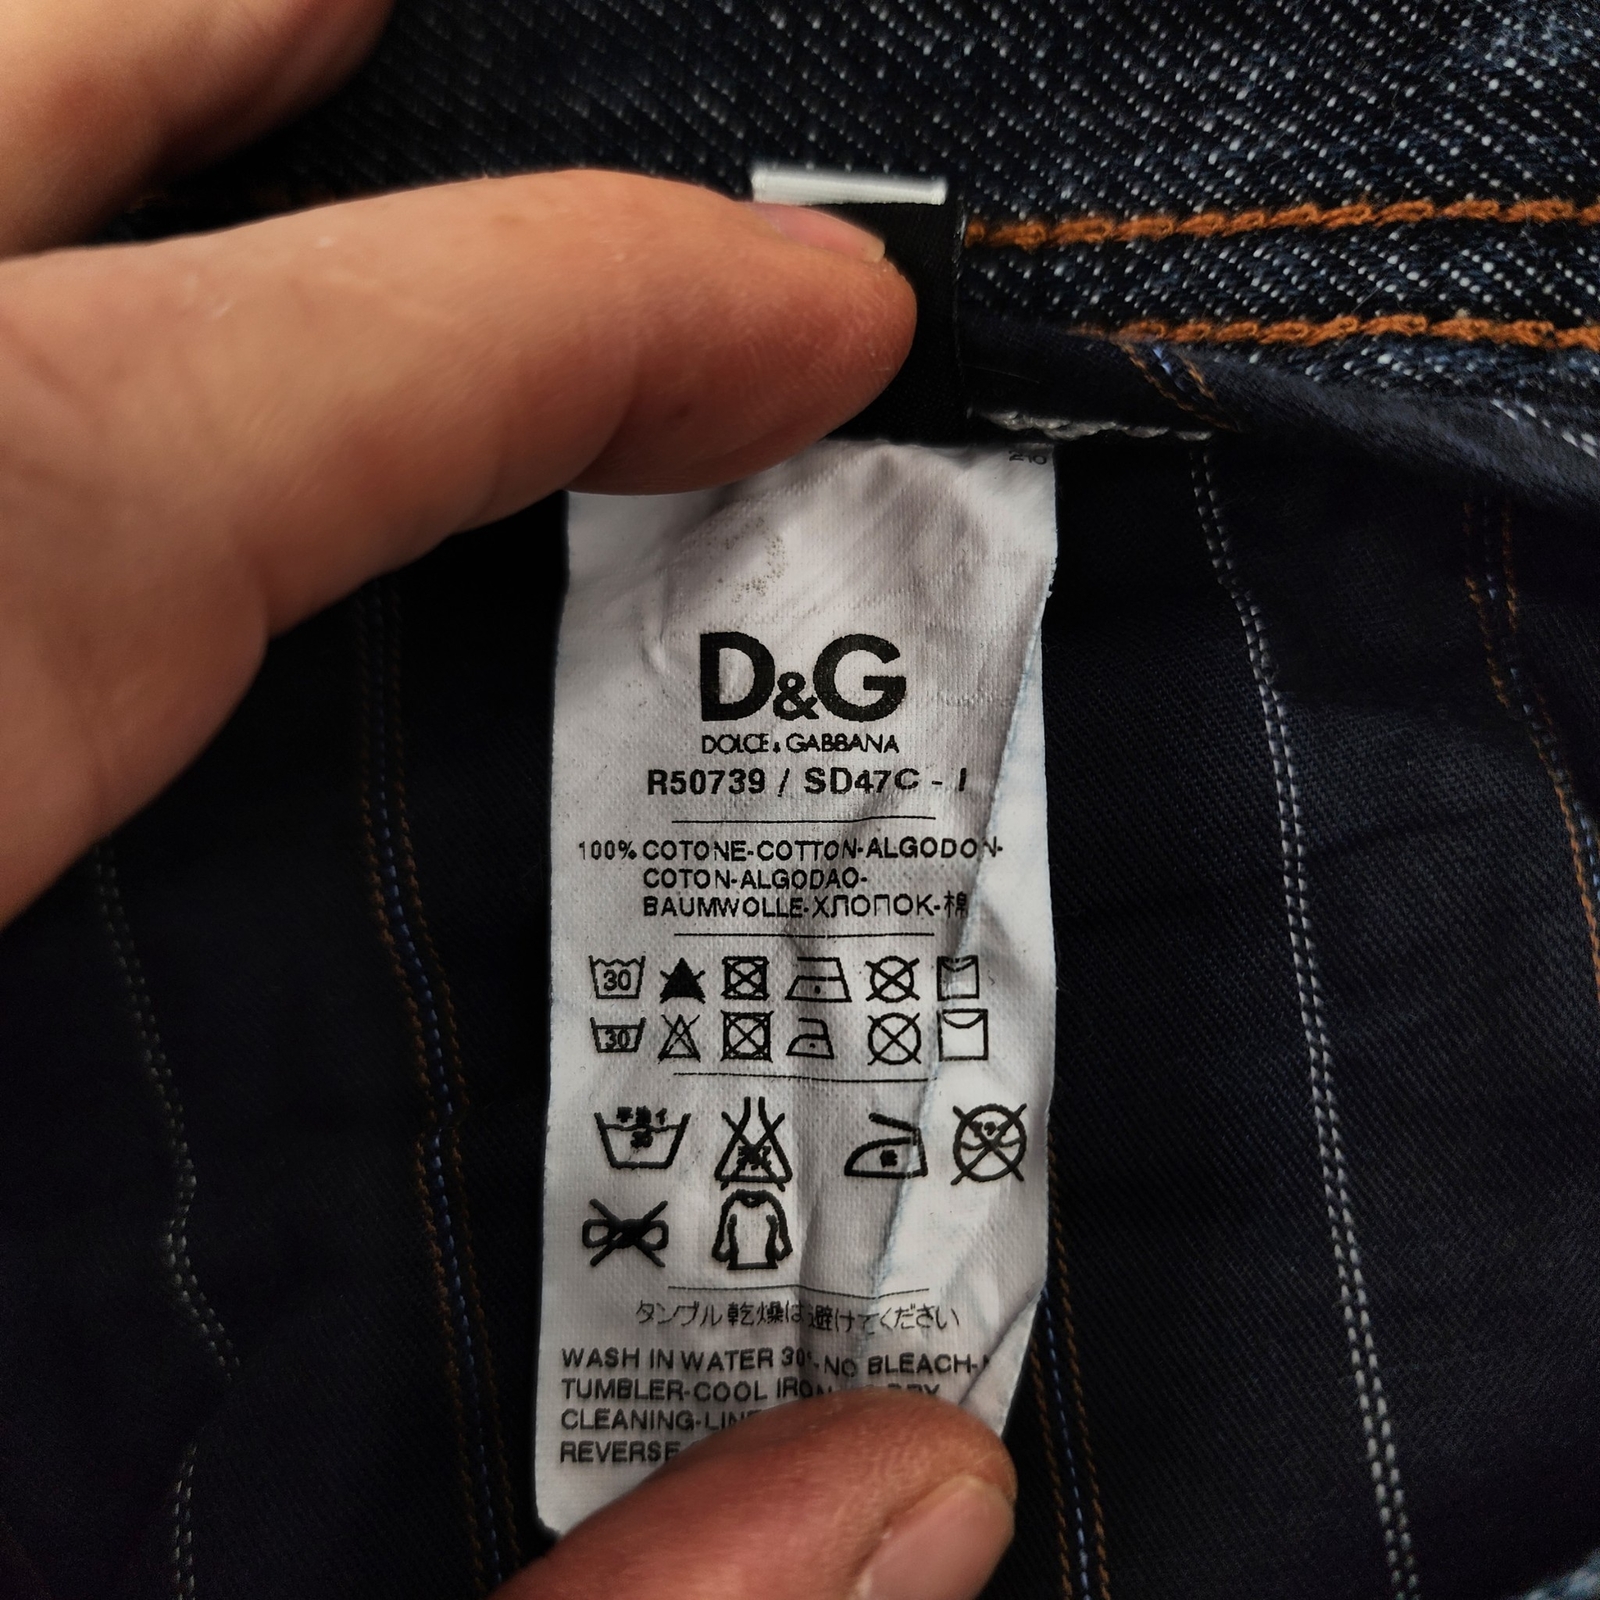 D&G
DOLCE & GABBANA
R50739 / SD47C - I
100% COTONE-COTTON-ALGODON-
COTON-ALGODAO-
BAUMWOLLE-ХЛОПОК-棉
30
30
30
タンブル乾燥は避けてください
WASH IN WATER 30°-NO BLEACH-
TUMBLER-COOL IRON DRY
CLEANING-LINE
REVERSE